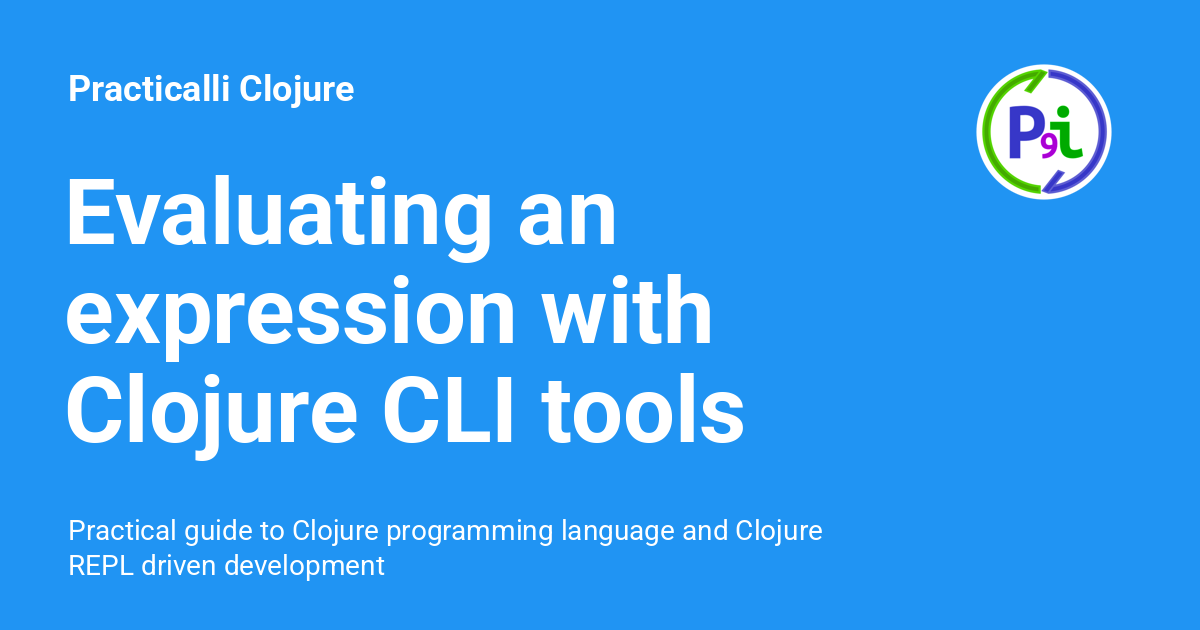 Practicalli Clojure
P9i
Evaluating an
expression with
Clojure CLI tools
Practical guide to Clojure programming language and Clojure
REPL driven development